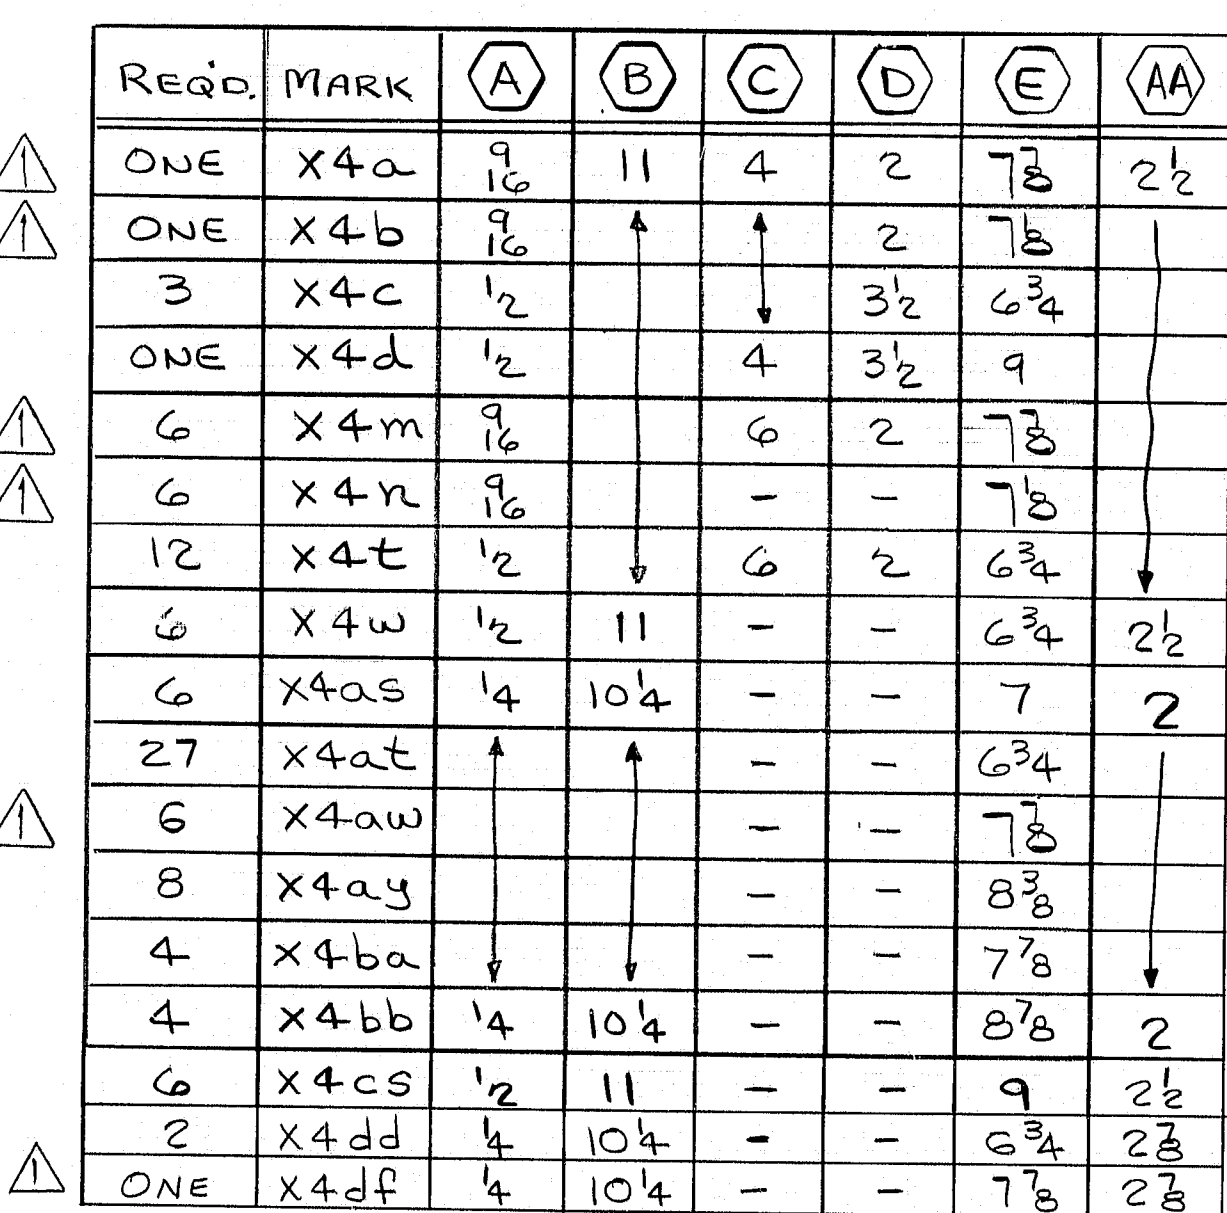 REQ'D. MARK A B C D E AA
1 ONE X4a 9/16 11 4 2 7 7/8 2 1/2
1 ONE X4b 9/16 2 7 1/8
3 X4c 1/2 3 1/2 6 3/4
ONE X4d 1/2 4 3 1/2 9
1 6 X4m 9/16 6 2 7 7/8
1 6 X4n 9/16 - - 7 1/8
12 X4t 1/2 6 2 6 3/4
6 X4w 1/2 11 - - 6 3/4 2 1/2
6 X4as 1/4 10 1/4 - - 7 2
27 X4at - - 6 3/4
1 6 X4aw - - 7 7/8
8 X4ay - - 8 3/8
4 X4ba - - 7 7/8
4 X4bb 1/4 10 1/4 - - 8 7/8 2
6 X4cs 1/2 11 - - 9 2 1/2
2 X4dd 1/4 10 1/4 - - 6 3/4 2 7/8
1 ONE X4df 1/4 10 1/4 - - 7 7/8 2 7/8